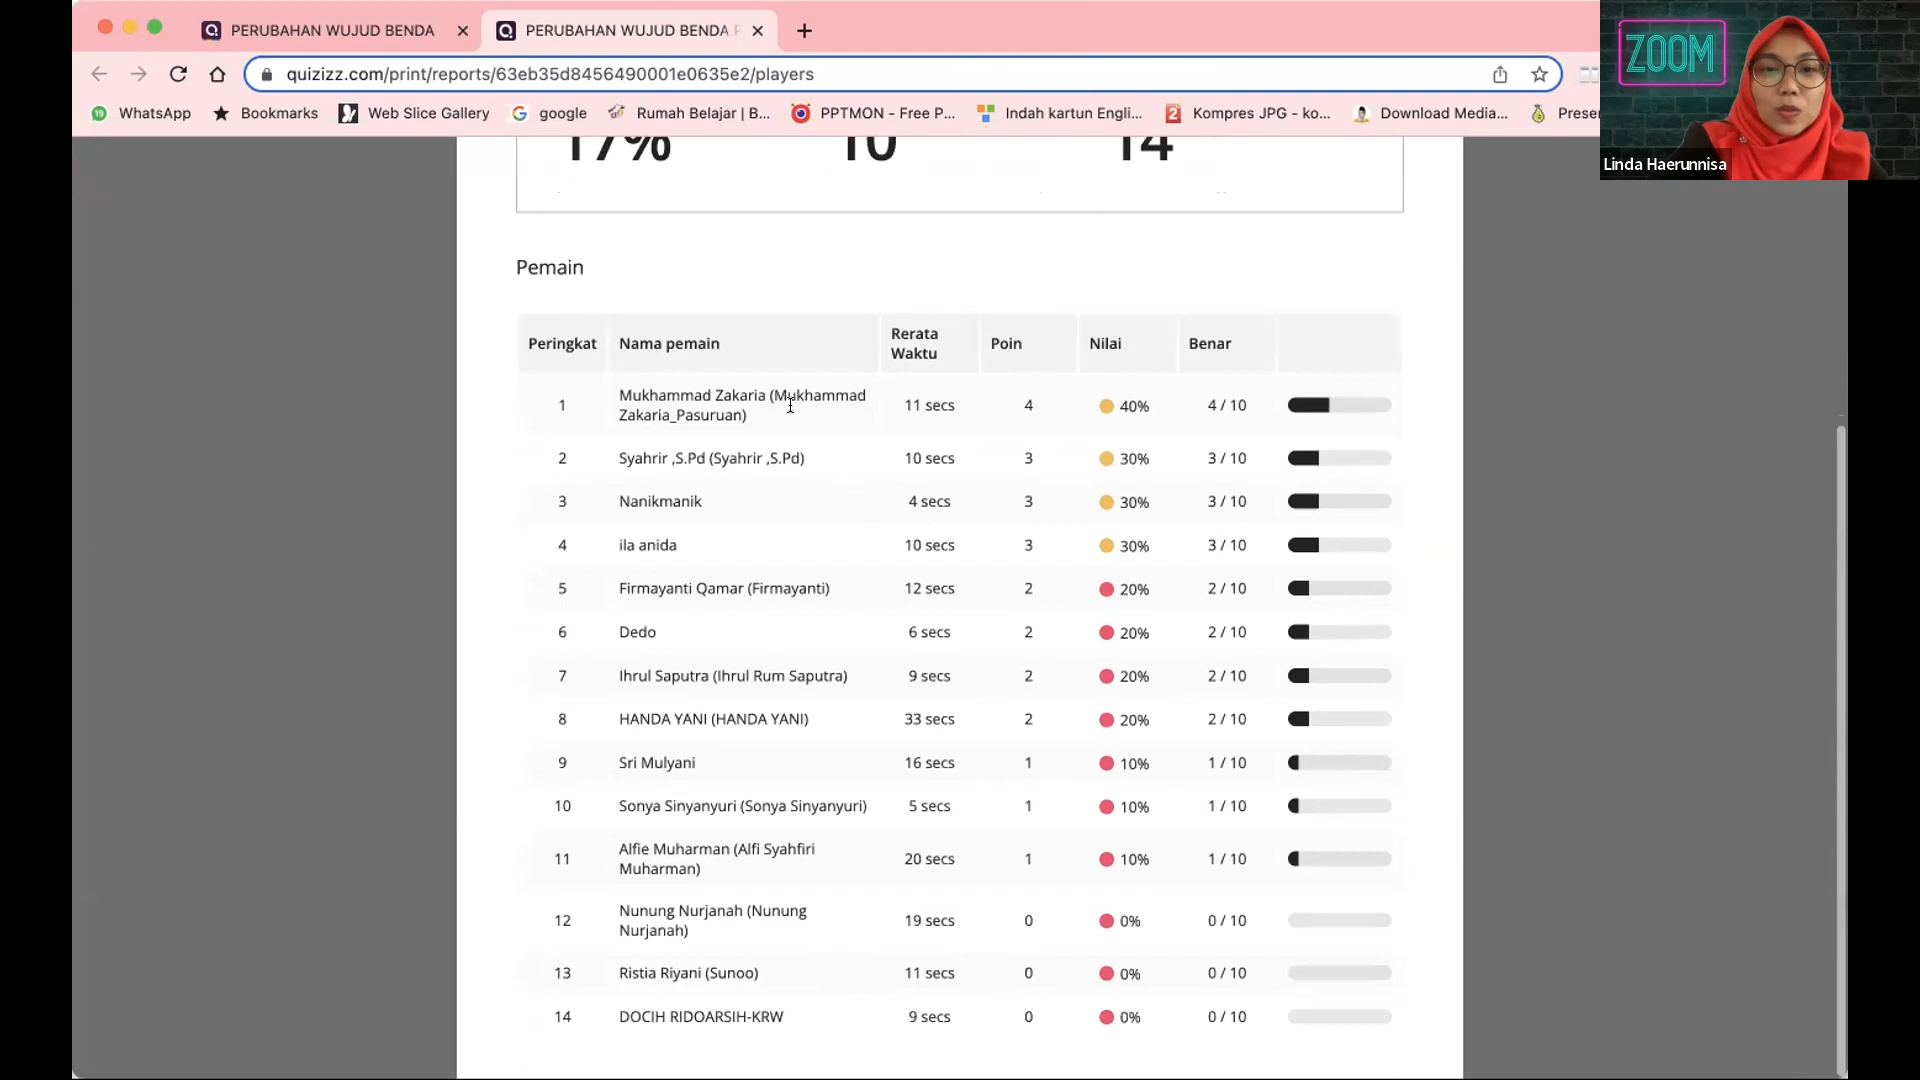 PERUBAHAN WUJUD BENDA
PERUBAHAN WUJUD BENDA
quizizz.com/print/reports/63eb35d8456490001e0635e2/players
WhatsApp
Bookmarks
Web Slice Gallery
google
Rumah Belajar | B...
PPTMON - Free P...
Indah kartun Engli...
Kompres JPG - ko...
Download Media...
Prese
ZOOM
Linda Haerunnisa
17% 10 14
Pemain
Peringkat Nama pemain Rerata Waktu Poin Nilai Benar
1 Mukhammad Zakaria (Mukhammad Zakaria_Pasuruan) 11 secs 4 40% 4 / 10
2 Syahrir ,S.Pd (Syahrir ,S.Pd) 10 secs 3 30% 3 / 10
3 Nanikmanik 4 secs 3 30% 3 / 10
4 ila anida 10 secs 3 30% 3 / 10
5 Firmayanti Qamar (Firmayanti) 12 secs 2 20% 2 / 10
6 Dedo 6 secs 2 20% 2 / 10
7 Ihrul Saputra (Ihrul Rum Saputra) 9 secs 2 20% 2 / 10
8 HANDA YANI (HANDA YANI) 33 secs 2 20% 2 / 10
9 Sri Mulyani 16 secs 1 10% 1 / 10
10 Sonya Sinyanyuri (Sonya Sinyanyuri) 5 secs 1 10% 1 / 10
11 Alfie Muharman (Alfi Syahfiri Muharman) 20 secs 1 10% 1 / 10
12 Nunung Nurjanah (Nunung Nurjanah) 19 secs 0 0% 0 / 10
13 Ristia Riyani (Sunoo) 11 secs 0 0% 0 / 10
14 DOCIH RIDOARSIH-KRW 9 secs 0 0% 0 / 10